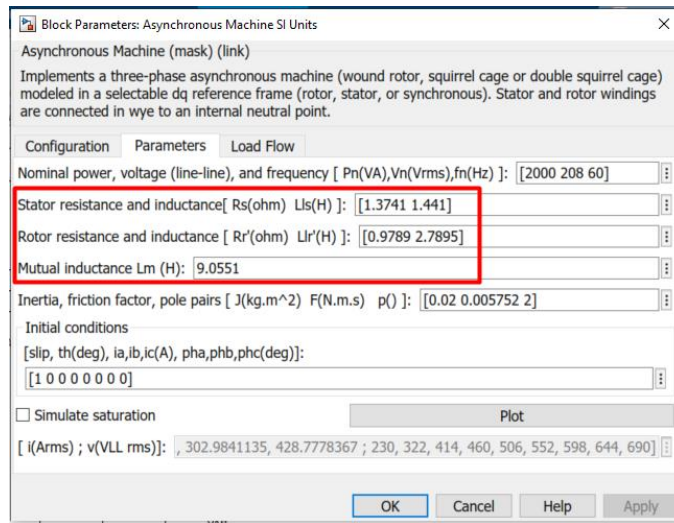 Block Parameters: Asynchronous Machine SI Units
Asynchronous Machine (mask) (link)
Implements a three-phase asynchronous machine (wound rotor, squirrel cage or double squirrel cage)
modeled in a selectable dq reference frame (rotor, stator, or synchronous). Stator and rotor windings
are connected in wye to an internal neutral point.
Configuration Parameters Load Flow
Nominal power, voltage (line-line), and frequency [ Pn(VA),Vn(Vrms),fn(Hz) ]: [2000 208 60]
Stator resistance and inductance[ Rs(ohm) Lls(H) ]: [1.3741 1.441]
Rotor resistance and inductance [ Rr'(ohm) Llr'(H) ]: [0.9789 2.7895]
Mutual inductance Lm (H): 9.0551
Inertia, friction factor, pole pairs [ J(kg.m^2) F(N.m.s) p() ]: [0.02 0.005752 2]
Initial conditions
[slip, th(deg), ia,ib,ic(A), pha,phb,phc(deg)]:
[1 0 0 0 0 0 0 0]
Simulate saturation Plot
[ i(Arms) ; v(VLL rms)]: , 302.9841135, 428.7778367 ; 230, 322, 414, 460, 506, 552, 598, 644, 690]
OK Cancel Help Apply